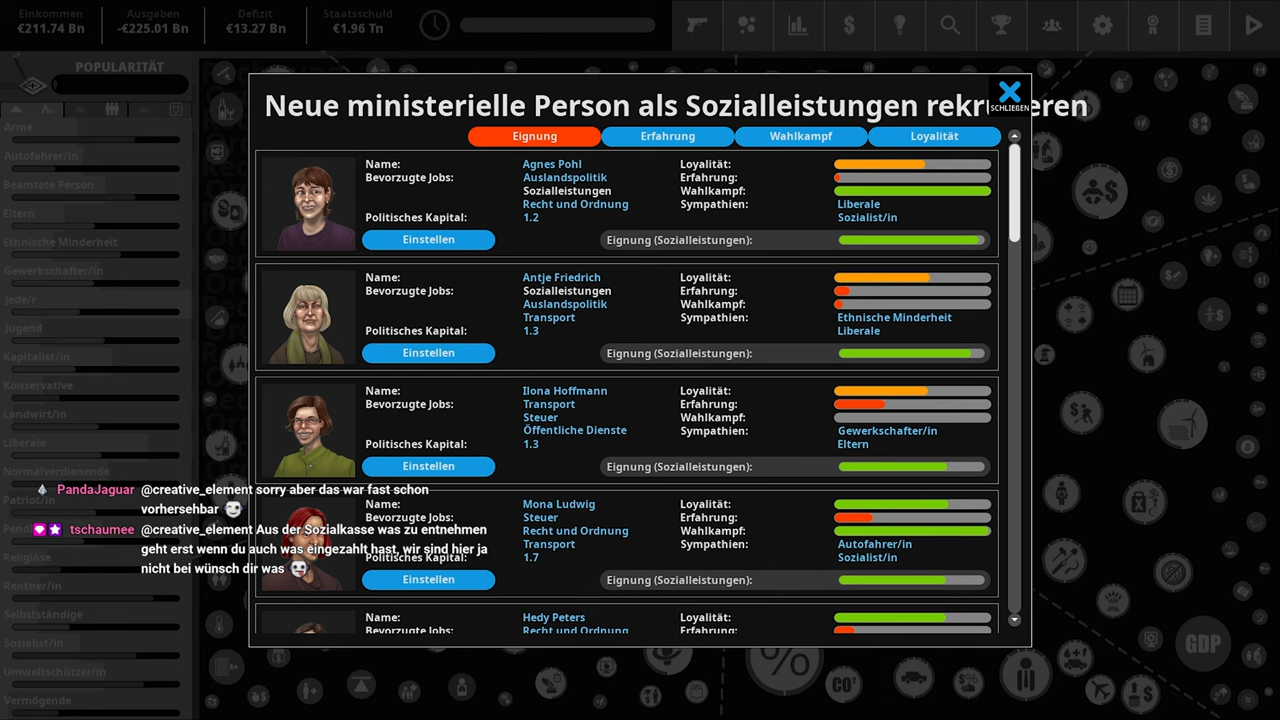 Einkommen
€211.74 Bn
Ausgaben
-€225.01 Bn
Defizit
€13.27 Bn
Staatsschuld
€1.96 Tn
POPULARITÄT
Arme
Autofahrer/in
Beamtete Person
Eltern
Ethnische Minderheit
Gewerkschafter/in
Jede/r
Jugend
Kapitalist/in
Konservative
Landwirt/in
Liberale
Normalverdienende
Patriot/in
Religiöse
Rentner/in
Selbstständige
Sozialist/in
Umweltschützer/in
Vermögende
Neue ministerielle Person als Sozialleistungen rekrutieren
SCHLIEßEN
Eignung Erfahrung Wahlkampf Loyalität
Name: Agnes Pohl Loyalität:
Bevorzugte Jobs: Auslandspolitik Erfahrung:
Sozialleistungen Wahlkampf:
Recht und Ordnung Sympathien: Liberale
Politisches Kapital: 1.2 Sozialist/in
Einstellen Eignung (Sozialleistungen):
Name: Antje Friedrich Loyalität:
Bevorzugte Jobs: Sozialleistungen Erfahrung:
Auslandspolitik Wahlkampf:
Transport Sympathien: Ethnische Minderheit
Politisches Kapital: 1.3 Liberale
Einstellen Eignung (Sozialleistungen):
Name: Ilona Hoffmann Loyalität:
Bevorzugte Jobs: Transport Erfahrung:
Steuer Wahlkampf:
Öffentliche Dienste Sympathien: Gewerkschafter/in
Politisches Kapital: 1.3 Eltern
Einstellen Eignung (Sozialleistungen):
Name: Mona Ludwig Loyalität:
Bevorzugte Jobs: Steuer Erfahrung:
Recht und Ordnung Wahlkampf:
Transport Sympathien: Autofahrer/in
Politisches Kapital: 1.7 Sozialist/in
Einstellen Eignung (Sozialleistungen):
Name: Hedy Peters Loyalität:
Bevorzugte Jobs: Recht und Ordnung Erfahrung:
PandaJaguar @creative_element sorry aber das war fast schon
vorhersehbar
tschaumee @creative_element Aus der Sozialkasse was zu entnehmen
geht erst wenn du auch was eingezahlt hast, wir sind hier ja
nicht bei wünsch dir was
%
CO²
GDP